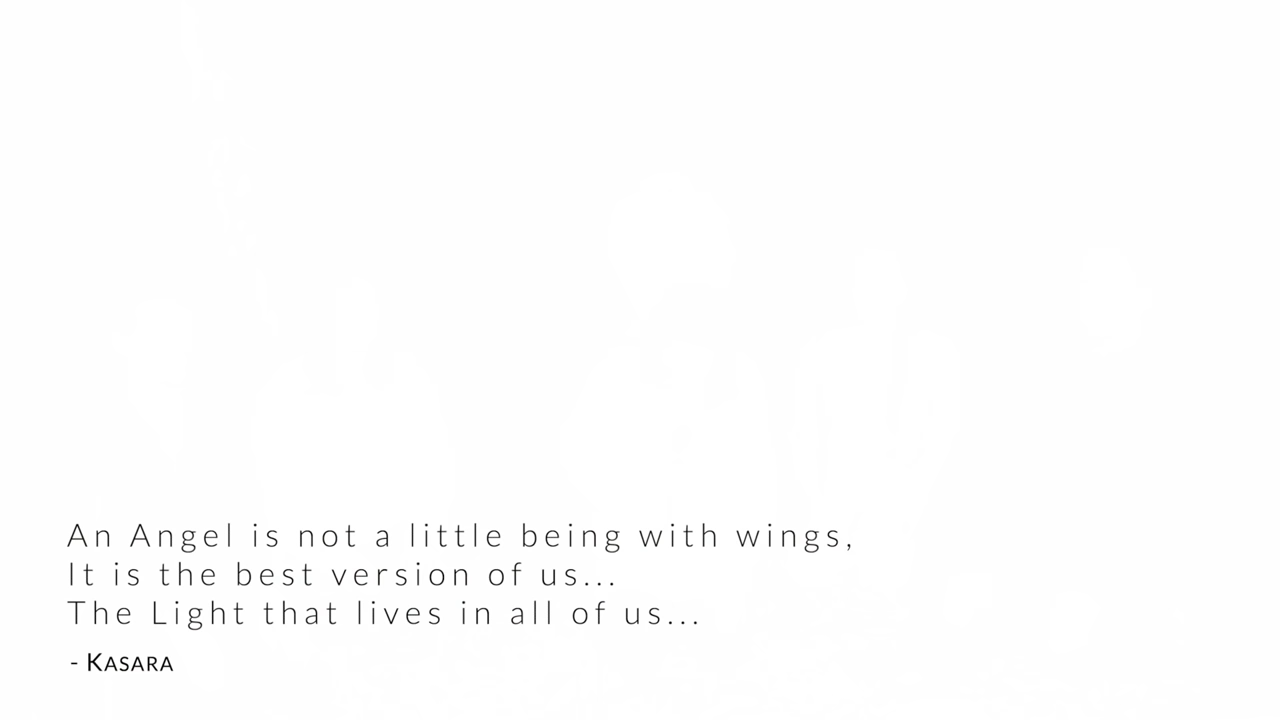 An Angel is not a little being with wings,
It is the best version of us...
The Light that lives in all of us...
- KASARA